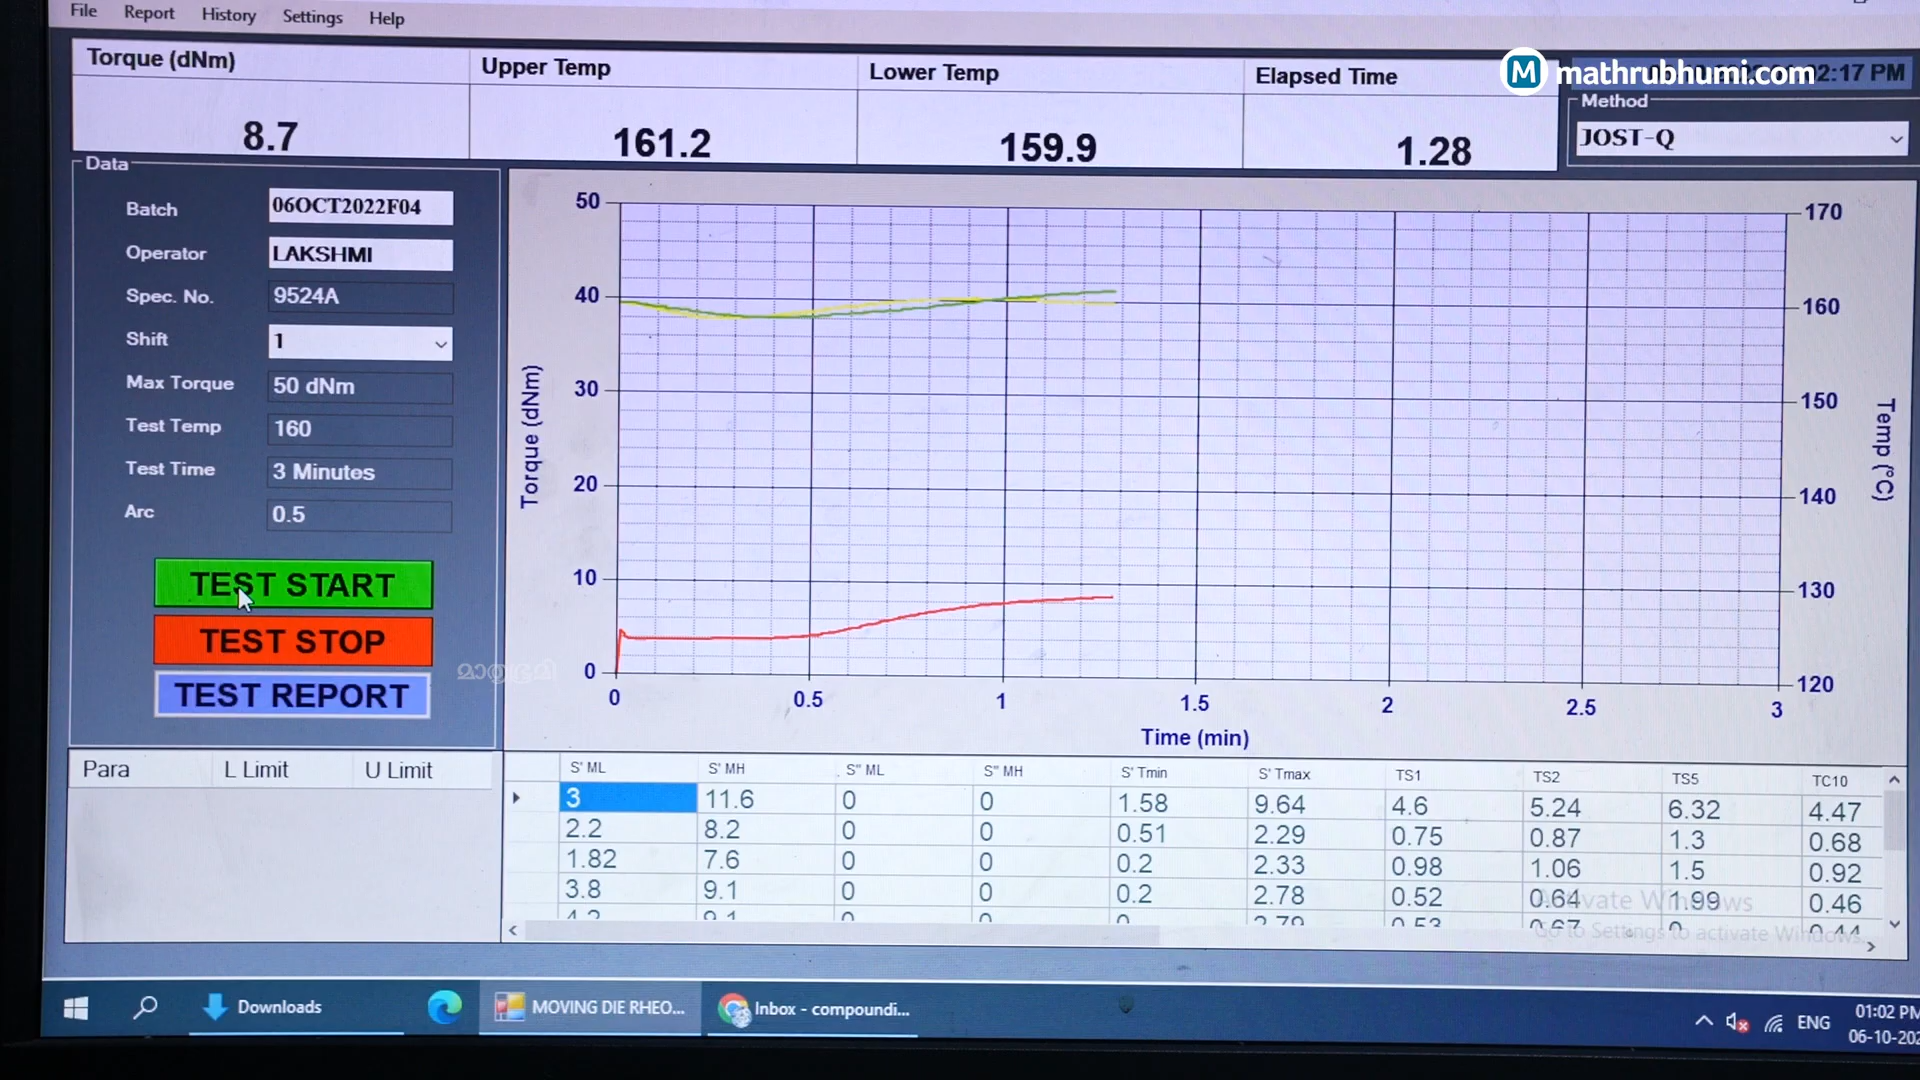 File Report History Settings Help
mathrubhumi.com
02:17 PM
Torque (dNm) Upper Temp Lower Temp Elapsed Time
8.7 161.2 159.9 1.28
Method
JOST-Q
Data
Batch 06OCT2022F04
Operator LAKSHMI
Spec. No. 9524A
Shift 1
Max Torque 50 dNm
Test Temp 160
Test Time 3 Minutes
Arc 0.5
TEST START
TEST STOP
TEST REPORT
മാതൃഭൂമി
50
40
30
20
10
0
Torque (dNm)
170
160
150
140
130
120
Temp (°C)
0 0.5 1 1.5 2 2.5 3
Time (min)
Para L Limit U Limit
S' ML S' MH S" ML S" MH S' Tmin S' Tmax TS1 TS2 TS5 TC10
3 11.6 0 0 1.58 9.64 4.6 5.24 6.32 4.47
2.2 8.2 0 0 0.51 2.29 0.75 0.87 1.3 0.68
1.82 7.6 0 0 0.2 2.33 0.98 1.06 1.5 0.92
3.8 9.1 0 0 0.2 2.78 0.52 0.64 1.99 0.46
Activate Windows
Go to Settings to activate Windows.
Downloads
MOVING DIE RHEO...
Inbox - compoundi...
ENG
01:02 PM
06-10-202